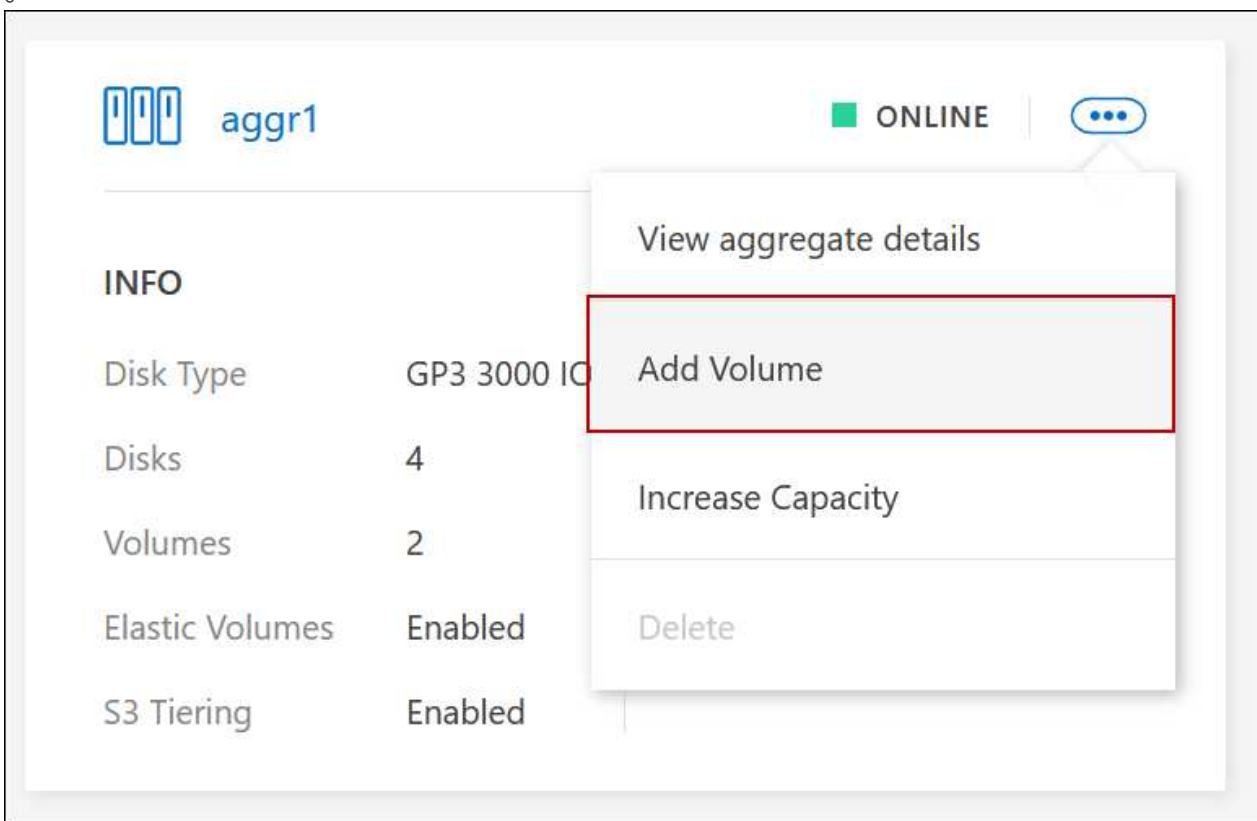 aggr1
ONLINE
View aggregate details
INFO
Add Volume
Disk Type GP3 3000
Disks 4
Increase Capacity
Volumes 2
Elastic Volumes Enabled
Delete
S3 Tiering Enabled